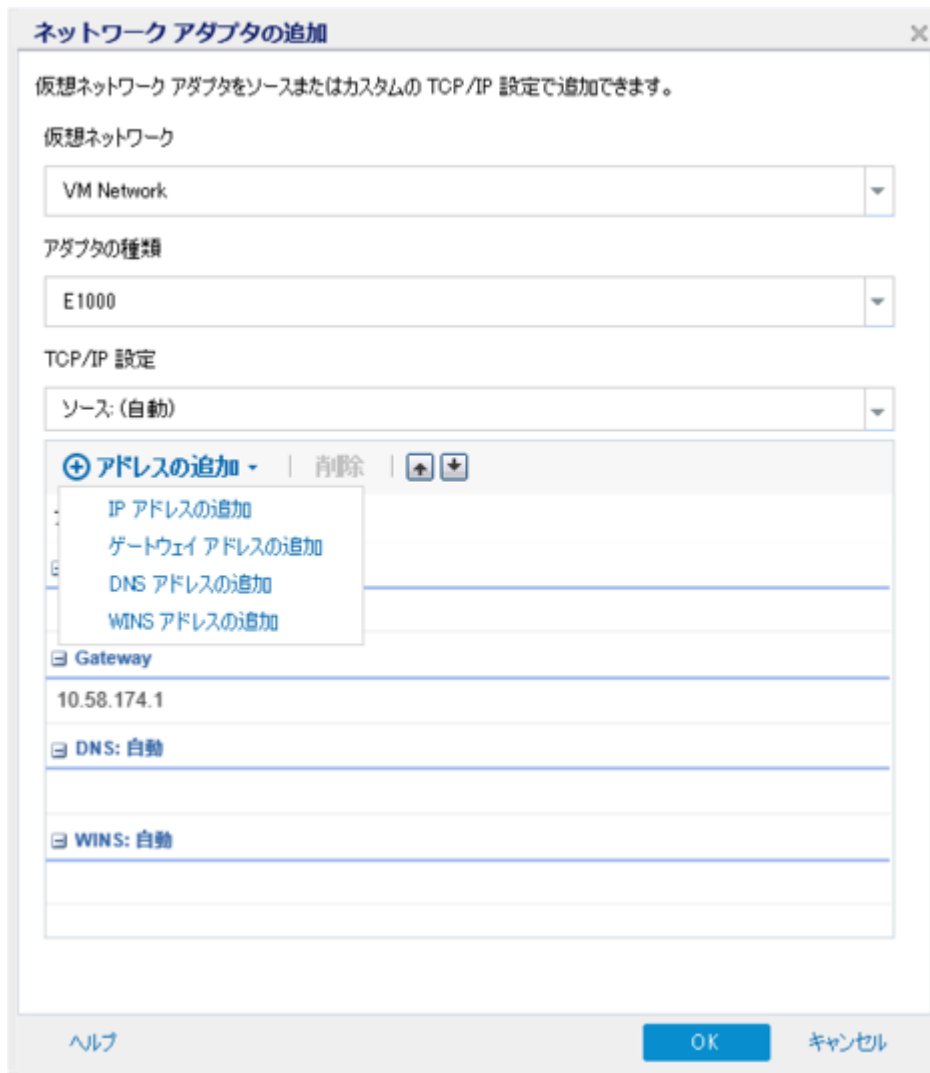 ネットワーク アダプタの追加
仮想ネットワーク アダプタをソースまたはカスタムの TCP/IP 設定で追加できます。
仮想ネットワーク
VM Network
アダプタの種類
E1000
TCP/IP 設定
ソース: (自動)
アドレスの追加 | 削除 |
IP アドレスの追加
ゲートウェイ アドレスの追加
DNS アドレスの追加
WINS アドレスの追加
Gateway
10.58.174.1
DNS: 自動
WINS: 自動
ヘルプ OK キャンセル